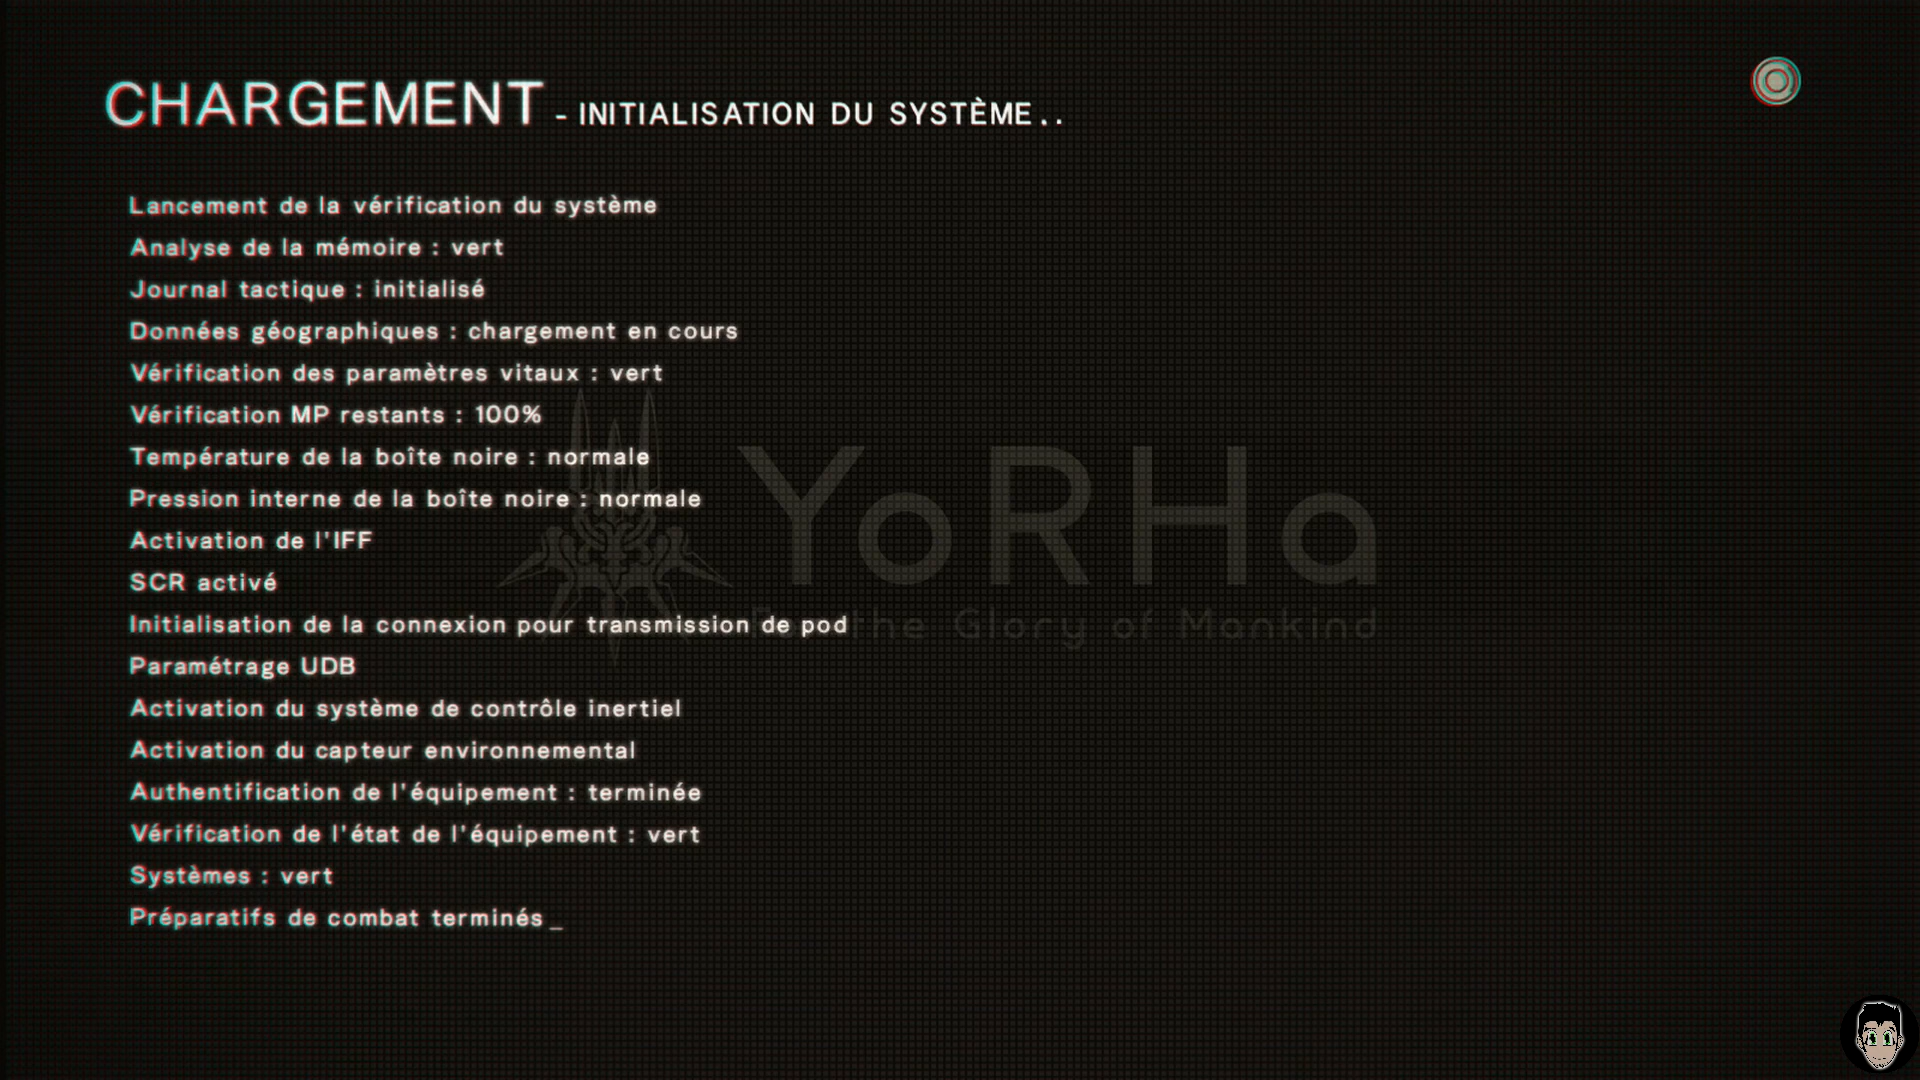 CHARGEMENT - INITIALISATION DU SYSTÈME..
Lancement de la vérification du système
Analyse de la mémoire : vert
Journal tactique : initialisé
Données géographiques : chargement en cours
Vérification des paramètres vitaux : vert
Vérification MP restants : 100%
Température de la boîte noire : normale
Pression interne de la boîte noire : normale
Activation de l'IFF
SCR activé
Initialisation de la connexion pour transmission de pod
Paramétrage UDB
Activation du système de contrôle inertiel
Activation du capteur environnemental
Authentification de l'équipement : terminée
Vérification de l'état de l'équipement : vert
Systèmes : vert
Préparatifs de combat terminés _
YoRHa
For the Glory of Mankind